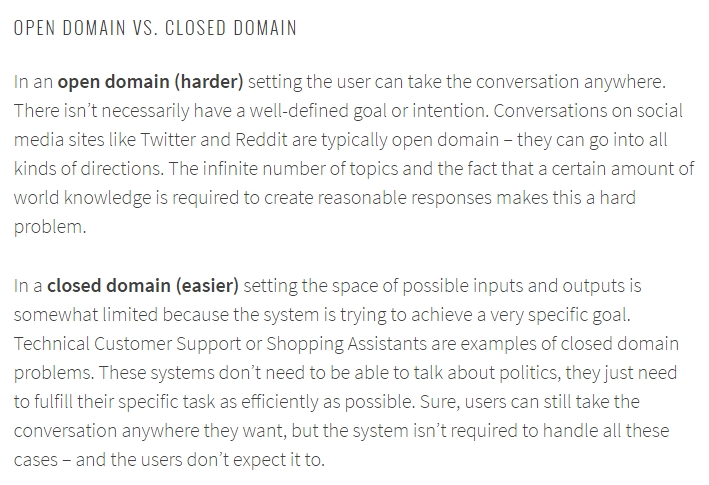 OPEN DOMAIN VS. CLOSED DOMAIN
In an open domain (harder) setting the user can take the conversation anywhere.
There isn't necessarily have a well-defined goal or intention. Conversations on social
media sites like Twitter and Reddit are typically open domain – they can go into all
kinds of directions. The infinite number of topics and the fact that a certain amount of
world knowledge is required to create reasonable responses makes this a hard
problem.
In a closed domain (easier) setting the space of possible inputs and outputs is
somewhat limited because the system is trying to achieve a very specific goal.
Technical Customer Support or Shopping Assistants are examples of closed domain
problems. These systems don't need to be able to talk about politics, they just need
to fulfill their specific task as efficiently as possible. Sure, users can still take the
conversation anywhere they want, but the system isn't required to handle all these
cases – and the users don't expect it to.